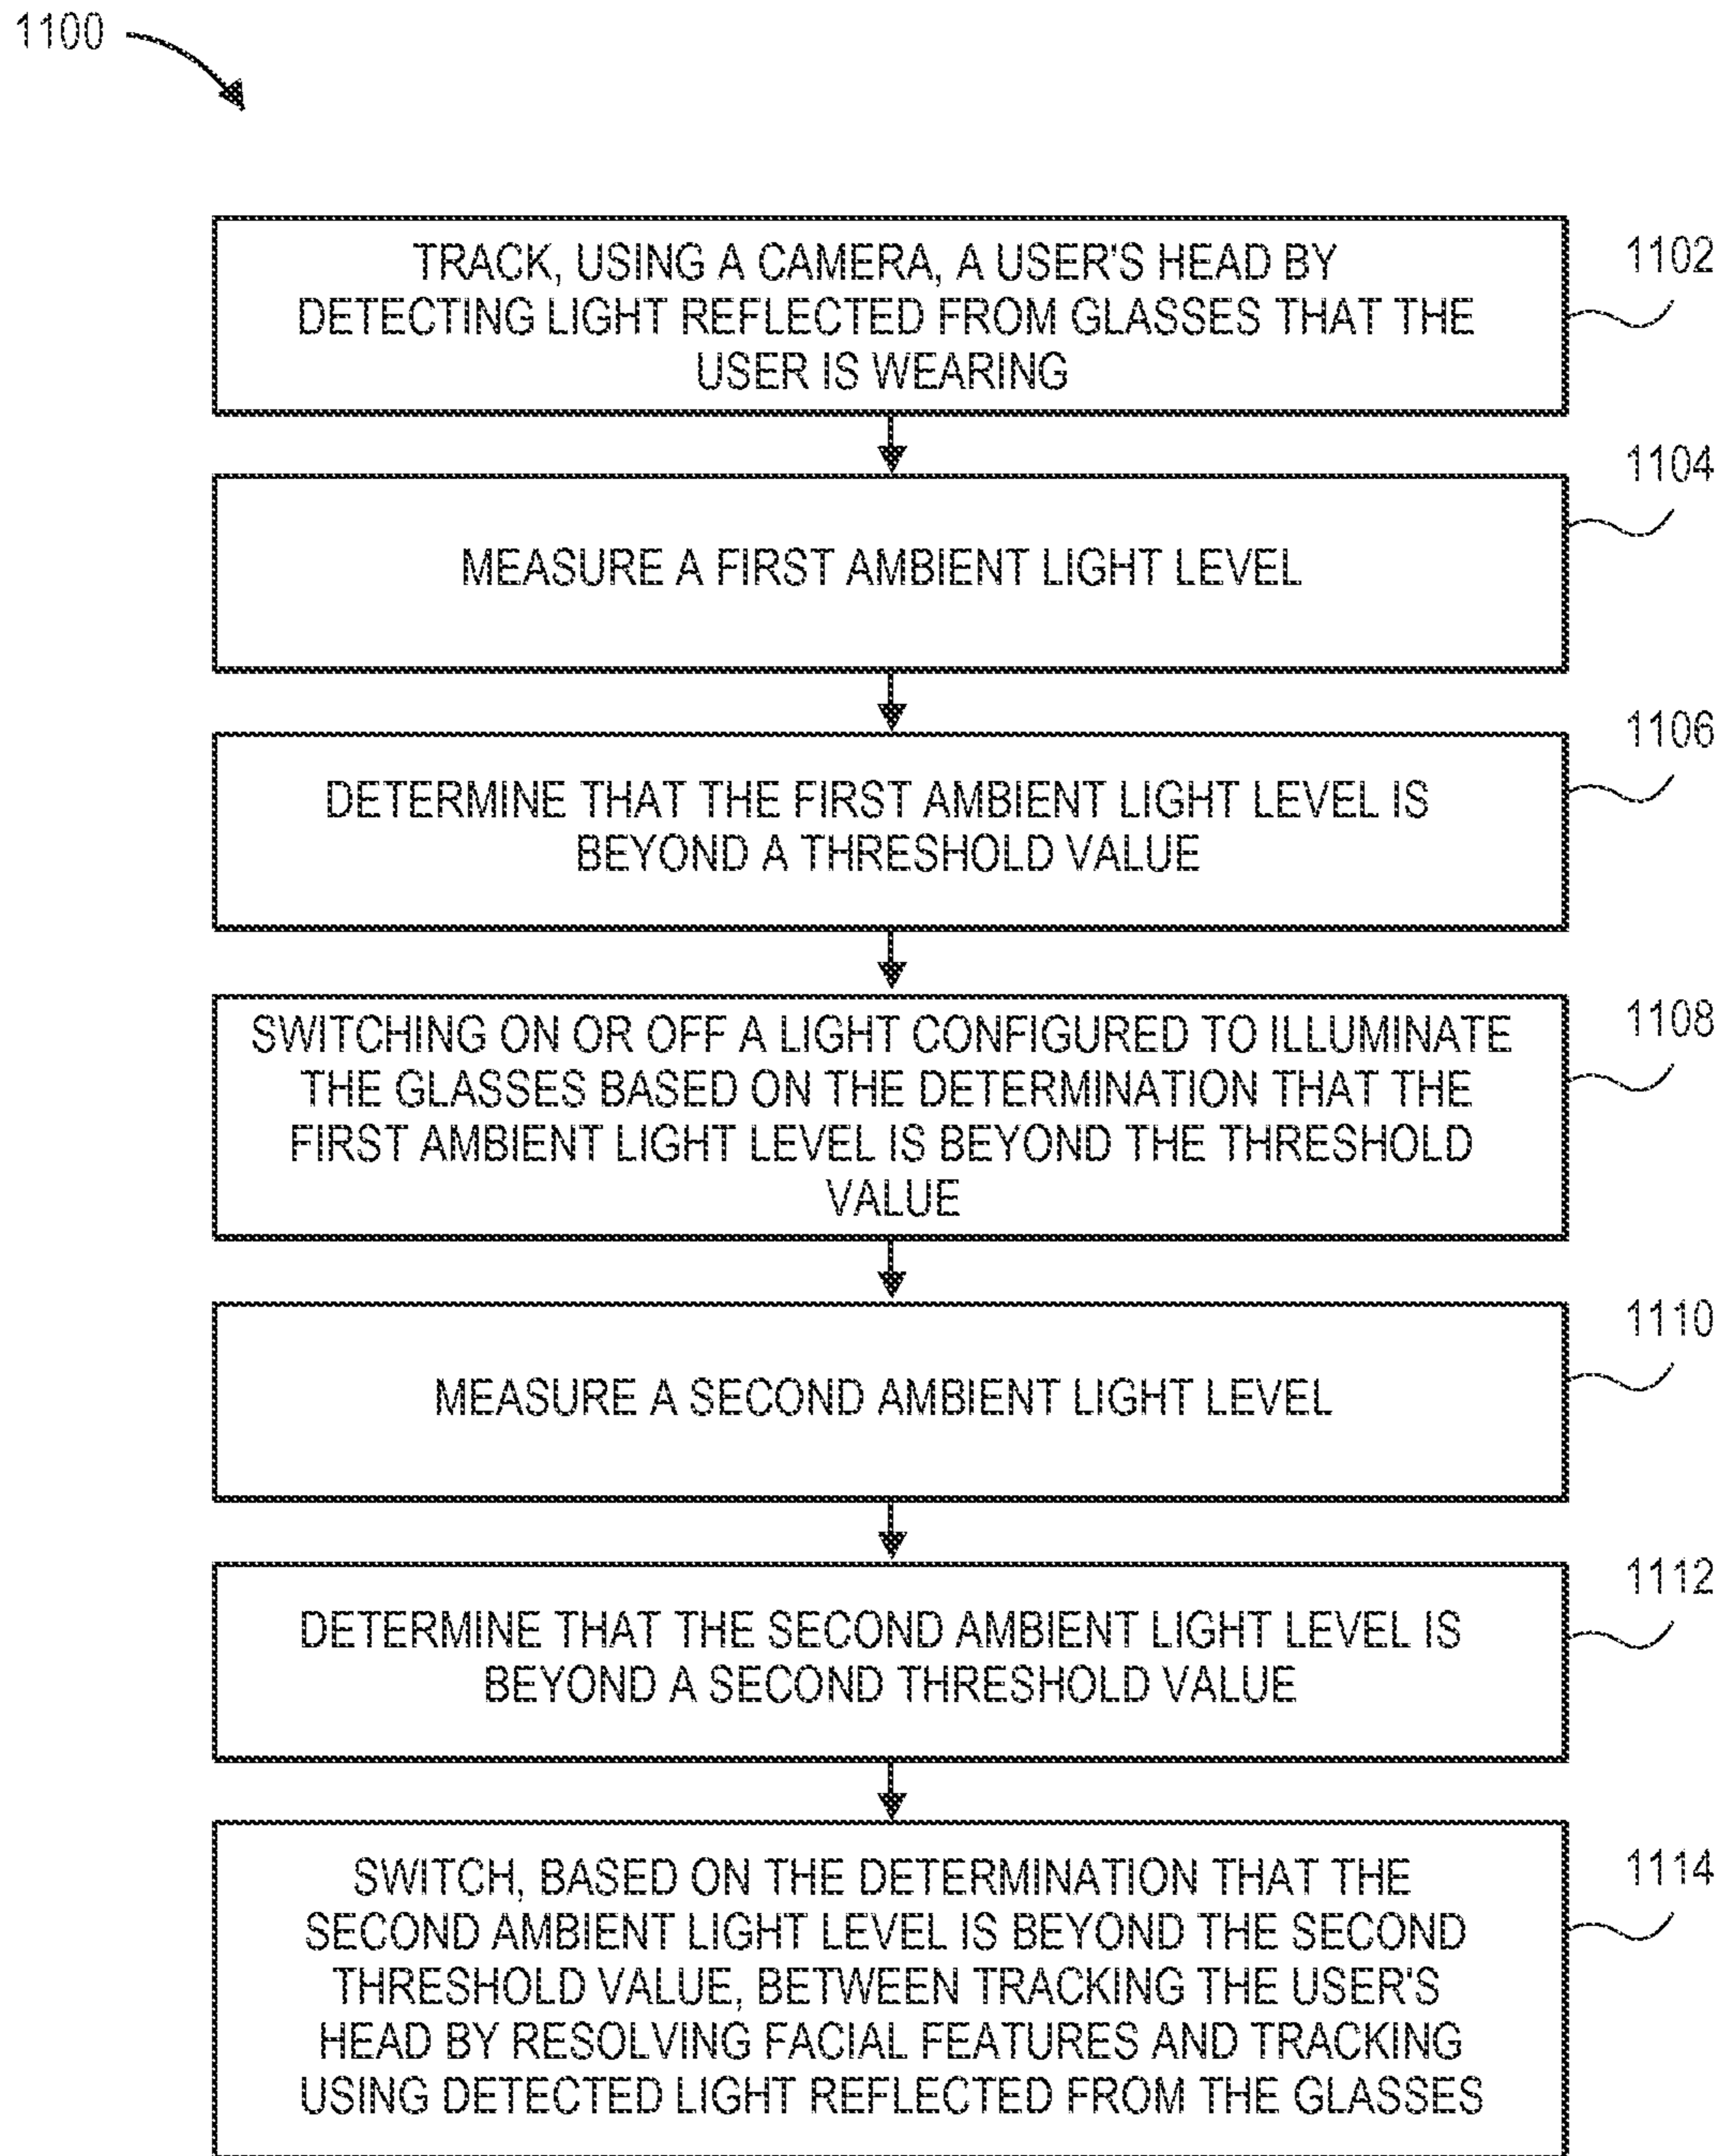 1100
TRACK, USING A CAMERA, A USER'S HEAD BY
DETECTING LIGHT REFLECTED FROM GLASSES THAT THE
USER IS WEARING
1102
MEASURE A FIRST AMBIENT LIGHT LEVEL
1104
DETERMINE THAT THE FIRST AMBIENT LIGHT LEVEL IS
BEYOND A THRESHOLD VALUE
1106
SWITCHING ON OR OFF A LIGHT CONFIGURED TO ILLUMINATE
THE GLASSES BASED ON THE DETERMINATION THAT THE
FIRST AMBIENT LIGHT LEVEL IS BEYOND THE THRESHOLD
VALUE
1108
MEASURE A SECOND AMBIENT LIGHT LEVEL
1110
DETERMINE THAT THE SECOND AMBIENT LIGHT LEVEL IS
BEYOND A SECOND THRESHOLD VALUE
1112
SWITCH, BASED ON THE DETERMINATION THAT THE
SECOND AMBIENT LIGHT LEVEL IS BEYOND THE SECOND
THRESHOLD VALUE, BETWEEN TRACKING THE USER'S
HEAD BY RESOLVING FACIAL FEATURES AND TRACKING
USING DETECTED LIGHT REFLECTED FROM THE GLASSES
1114